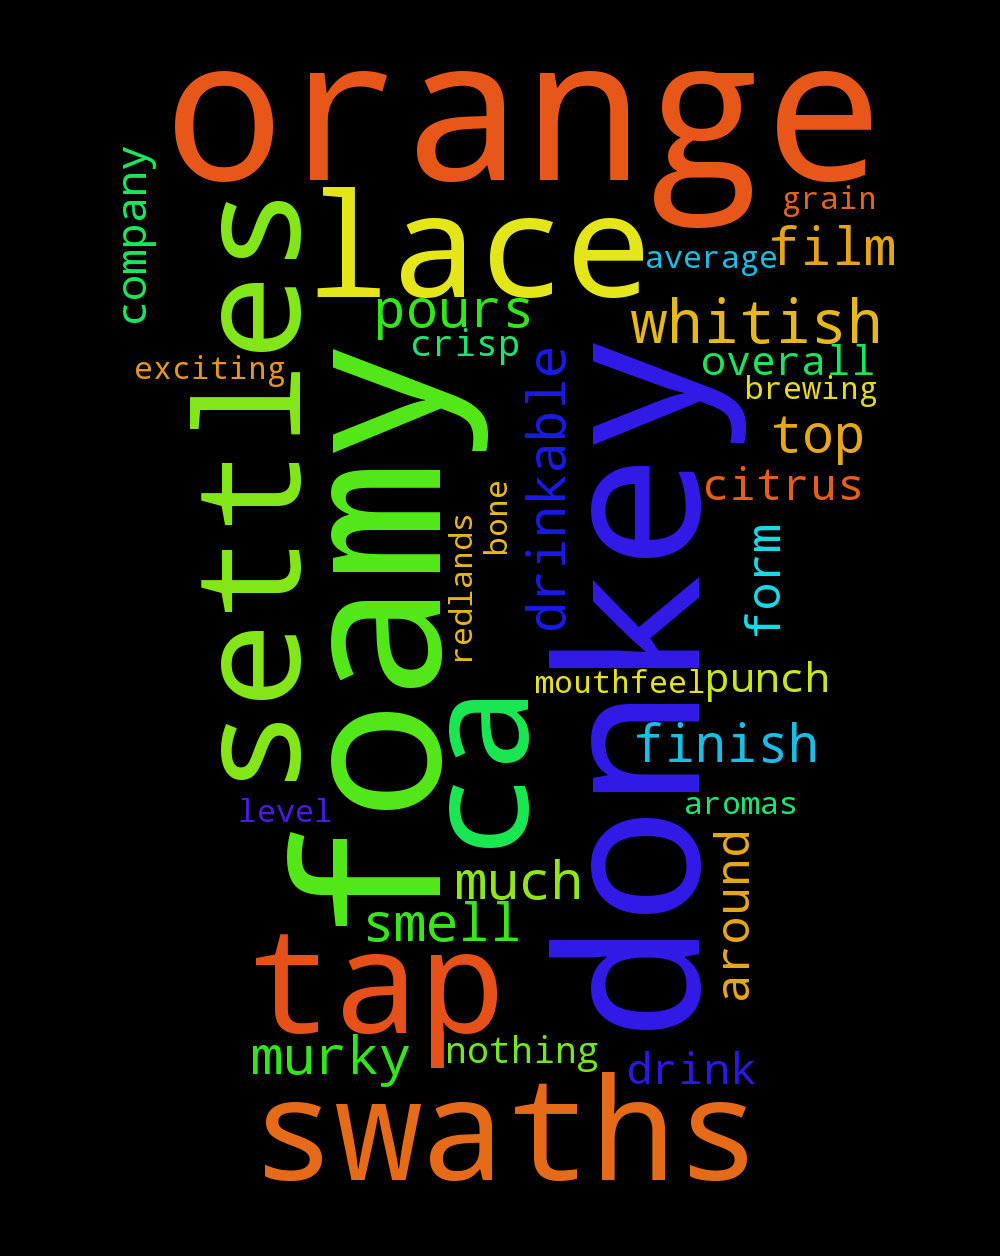 orange
company
settles
lace
grain
film
average
pours
whitish
crisp
overall
exciting
brewing
foamy
donkey
drinkable
top
citrus
bone
redlands
form
mouthfeel
punch
ca
finish
level
aromas
around
much
smell
tap
murky
nothing
drink
swaths